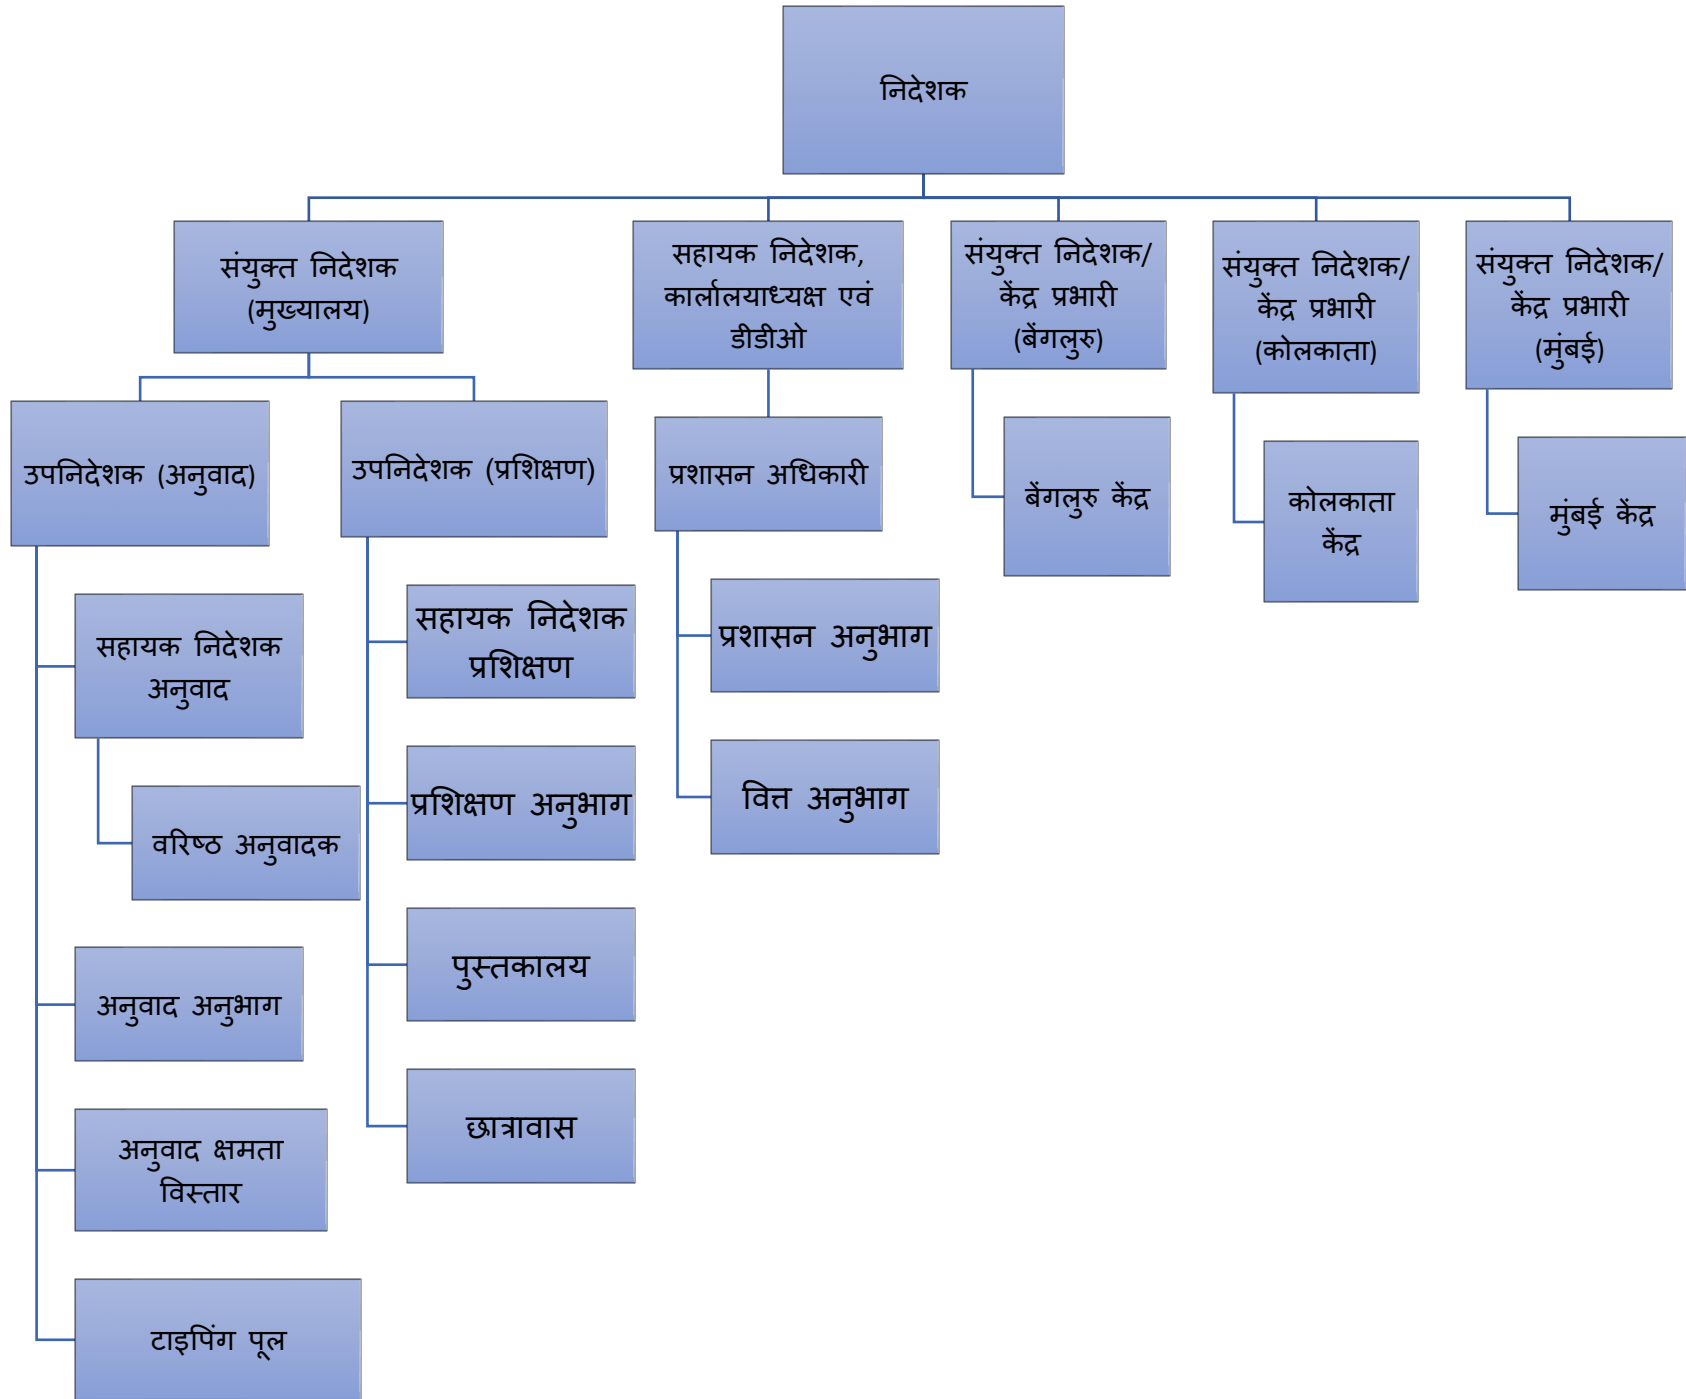 निदेशक
संयुक्त निदेशक
(मुख्यालय)
सहायक निदेशक,
कार्लालयाध्यक्ष एवं
डीडीओ
संयुक्त निदेशक/
केंद्र प्रभारी
(बेंगलुरु)
संयुक्त निदेशक/
केंद्र प्रभारी
(कोलकाता)
संयुक्त निदेशक/
केंद्र प्रभारी
(मुंबई)
उपनिदेशक (अनुवाद)
उपनिदेशक (प्रशिक्षण)
प्रशासन अधिकारी
बेंगलुरु केंद्र
कोलकाता
केंद्र
मुंबई केंद्र
सहायक निदेशक
अनुवाद
वरिष्ठ अनुवादक
अनुवाद अनुभाग
अनुवाद क्षमता
विस्तार
टाइपिंग पूल
सहायक निदेशक
प्रशिक्षण
प्रशिक्षण अनुभाग
पुस्तकालय
छात्रावास
प्रशासन अनुभाग
वित्त अनुभाग